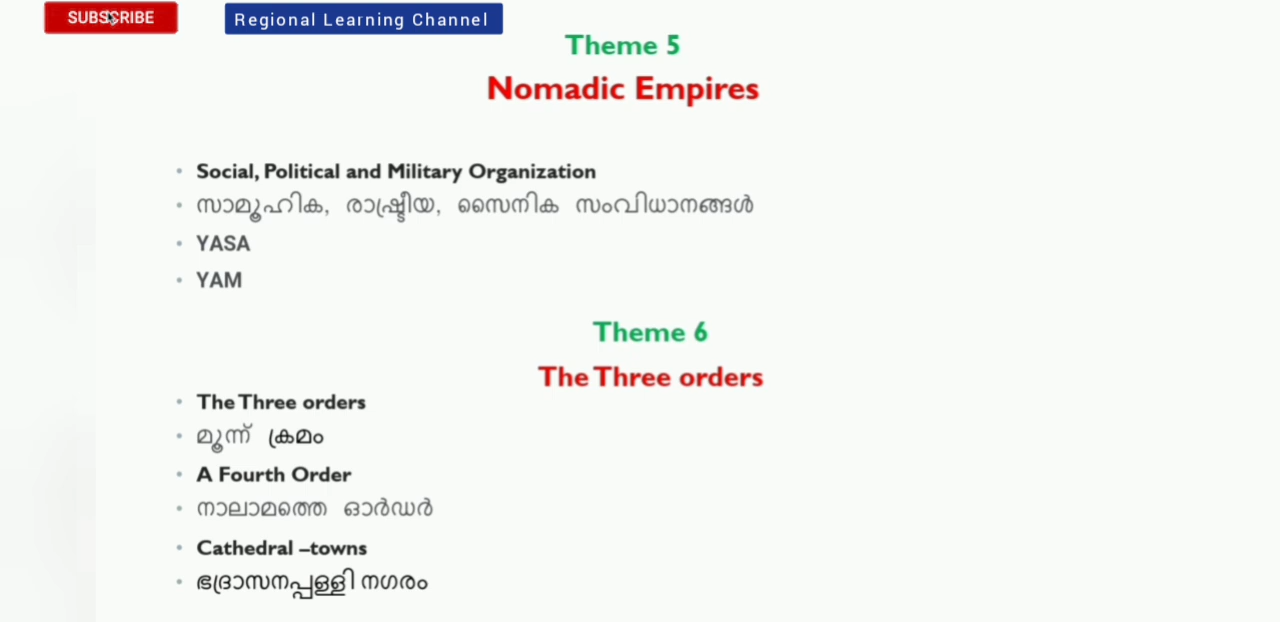 SUBSCRIBE
Regional Learning Channel
Theme 5
Nomadic Empires
• Social, Political and Military Organization
• സാമൂഹിക, രാഷ്ട്രീയ, സൈനിക സംവിധാനങ്ങൾ
• YASA
• YAM
Theme 6
The Three orders
• The Three orders
• മൂന്ന് ക്രമം
• A Fourth Order
• നാലാമത്തെ ഓർഡർ
• Cathedral –towns
• ഭദ്രാസനപ്പള്ളി നഗരം